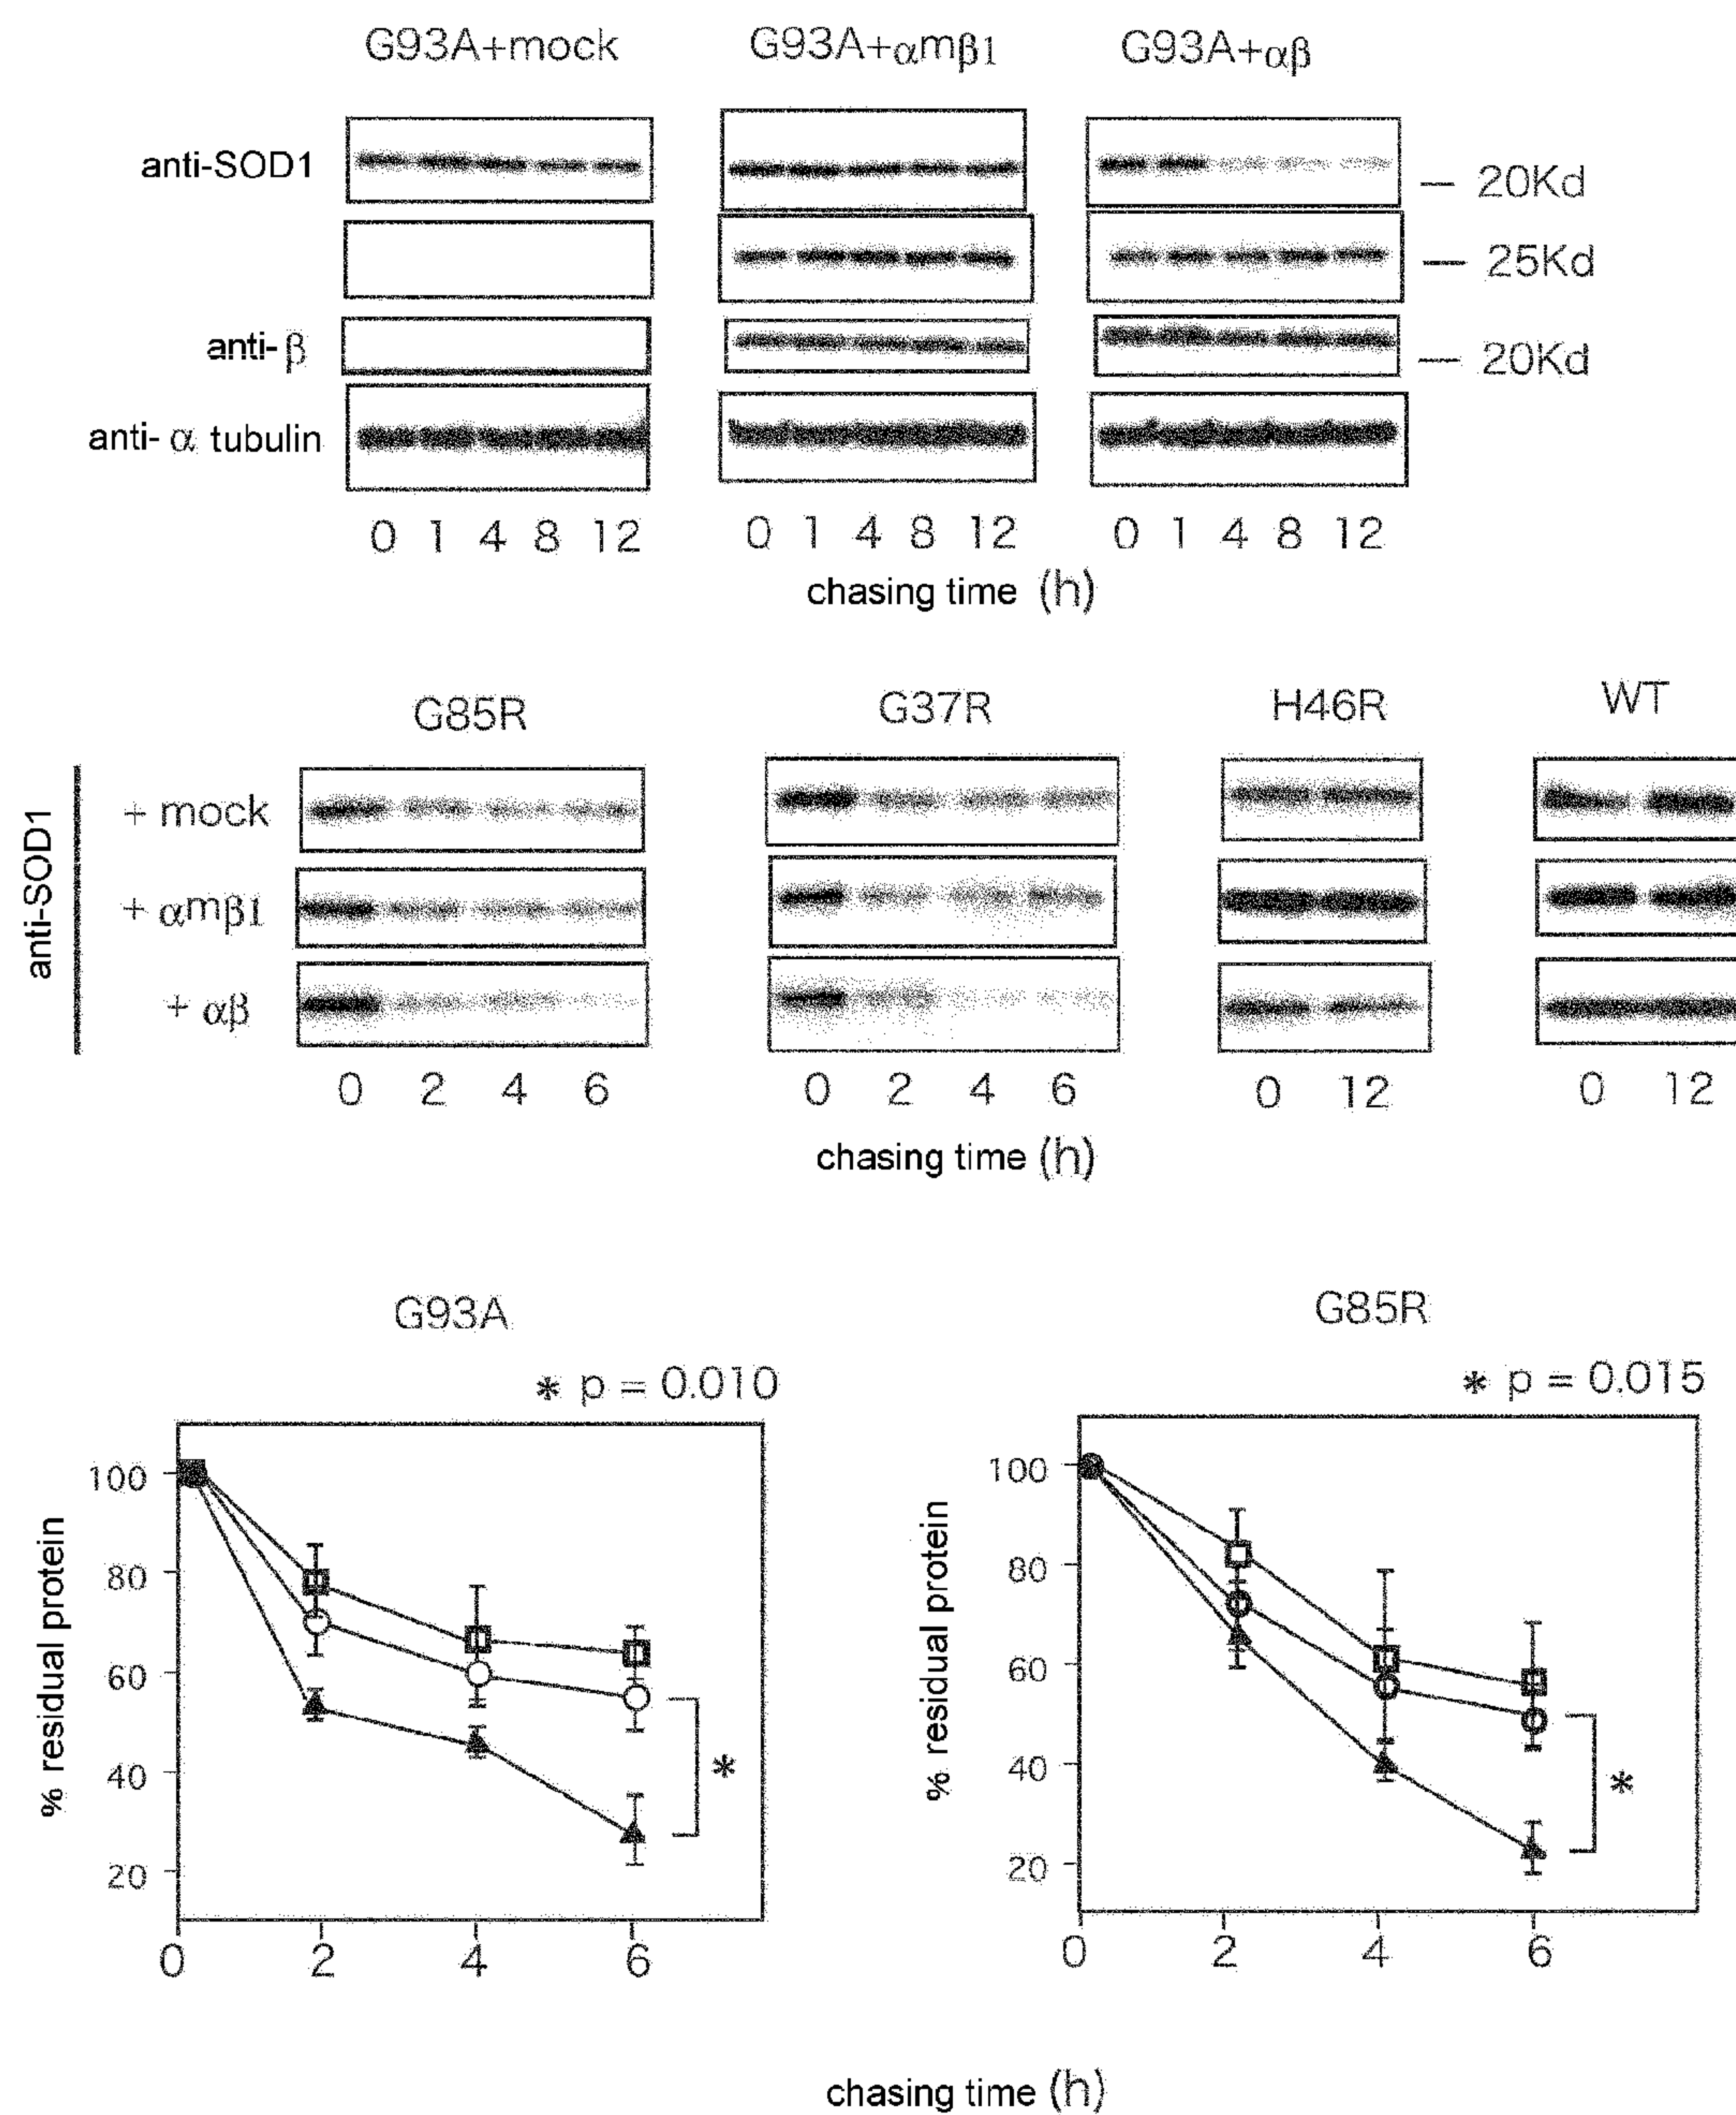 G93A+mock G93A+αmβ1 G93A+αβ
anti-SOD1
20Kd
25Kd
anti-β
20Kd
anti-α tubulin
0 1 4 8 12 0 1 4 8 12 0 1 4 8 12
chasing time (h)
G85R G37R H46R WT
anti-SOD1
+ mock
+ αmβ1
+ αβ
0 2 4 6 0 2 4 6 0 12 0 12
chasing time (h)
G93A
* p = 0.010
% residual protein
100
80
60
40
20
*
0 2 4 6
G85R
* p = 0.015
% residual protein
100
80
60
40
20
*
0 2 4 6
chasing time (h)